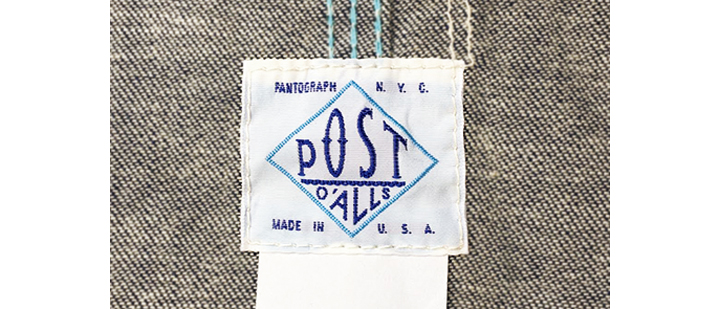 PANTOGRAPH N. Y. C.
POST
O'ALLS
MADE IN U. S. A.